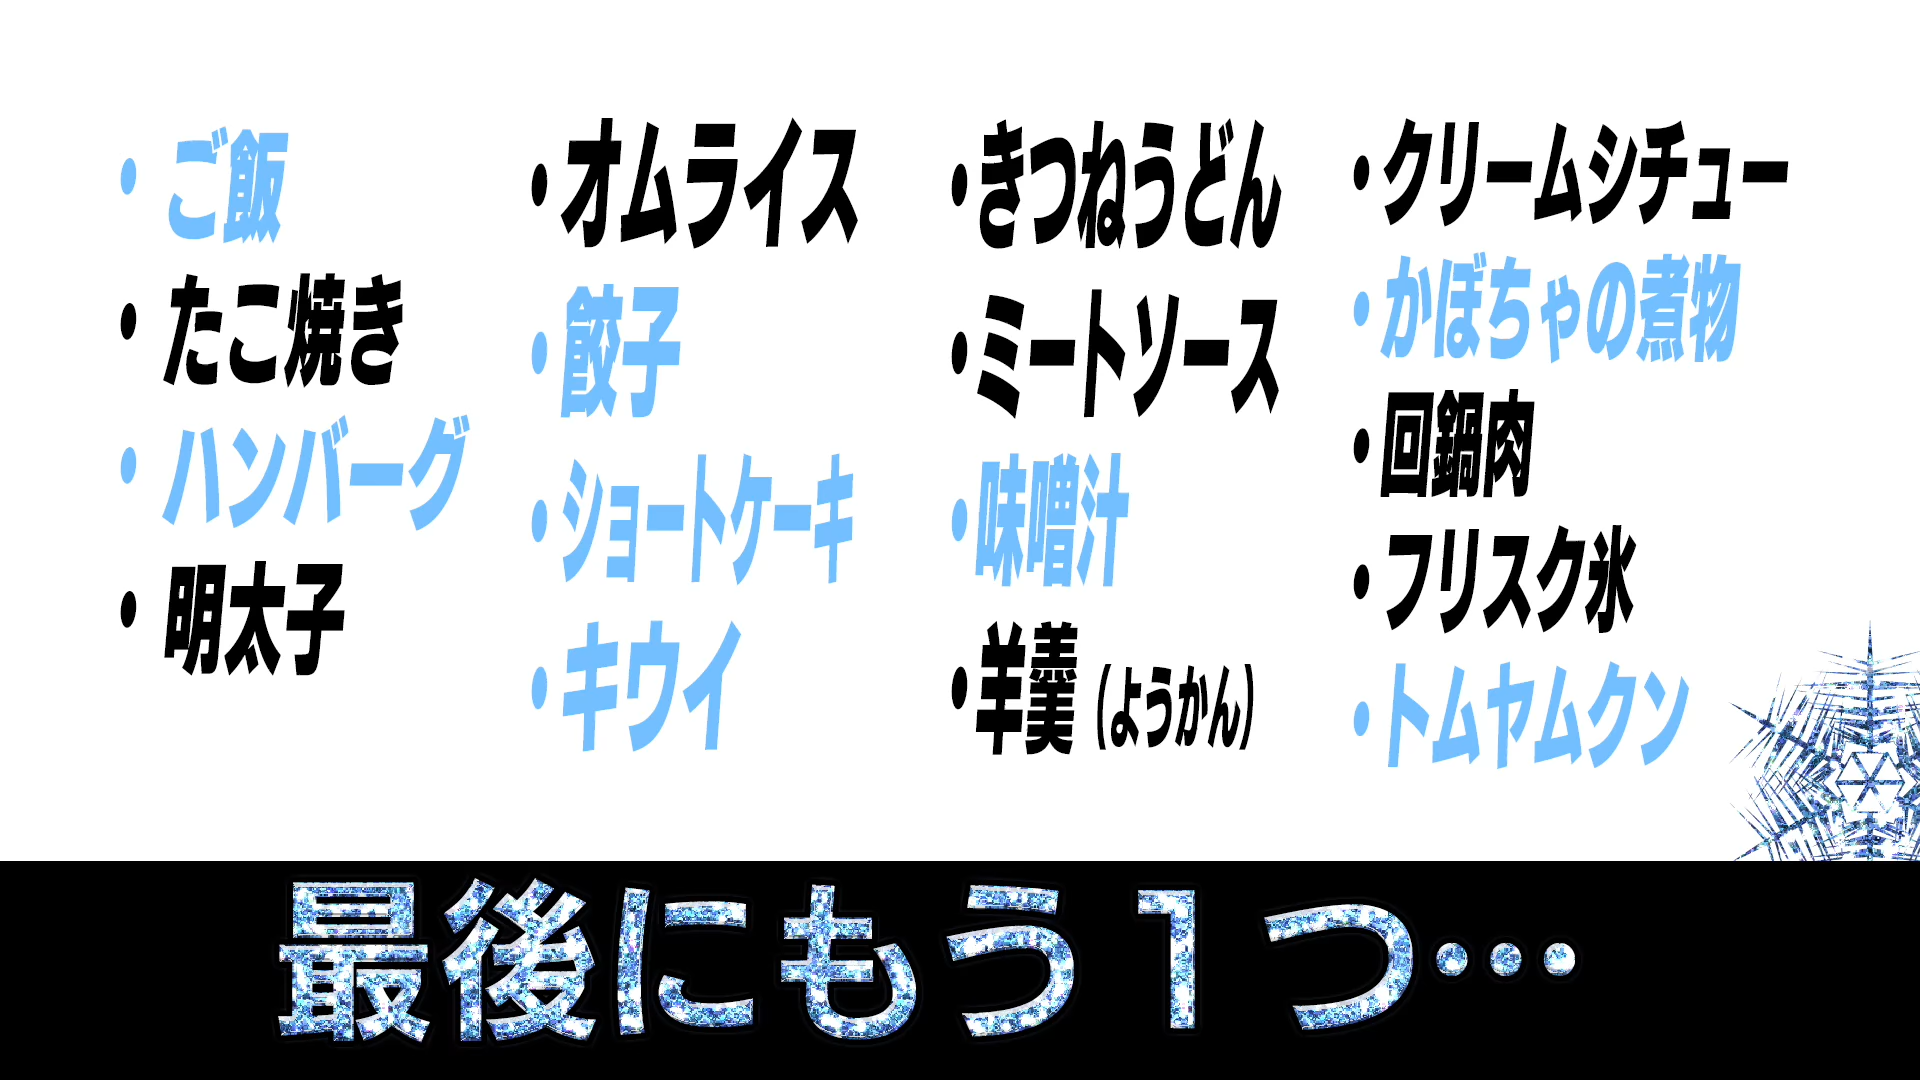 ・ご飯
・たこ焼き
・ハンバーグ
・明太子
・オムライス
・餃子
・ショートケーキ
・キウイ
・きつねうどん
・ミートソース
・味噌汁
・羊羹（ようかん）
・クリームシチュー
・かぼちゃの煮物
・回鍋肉
・フリスク氷
・トムヤムクン
最後にもう１つ…